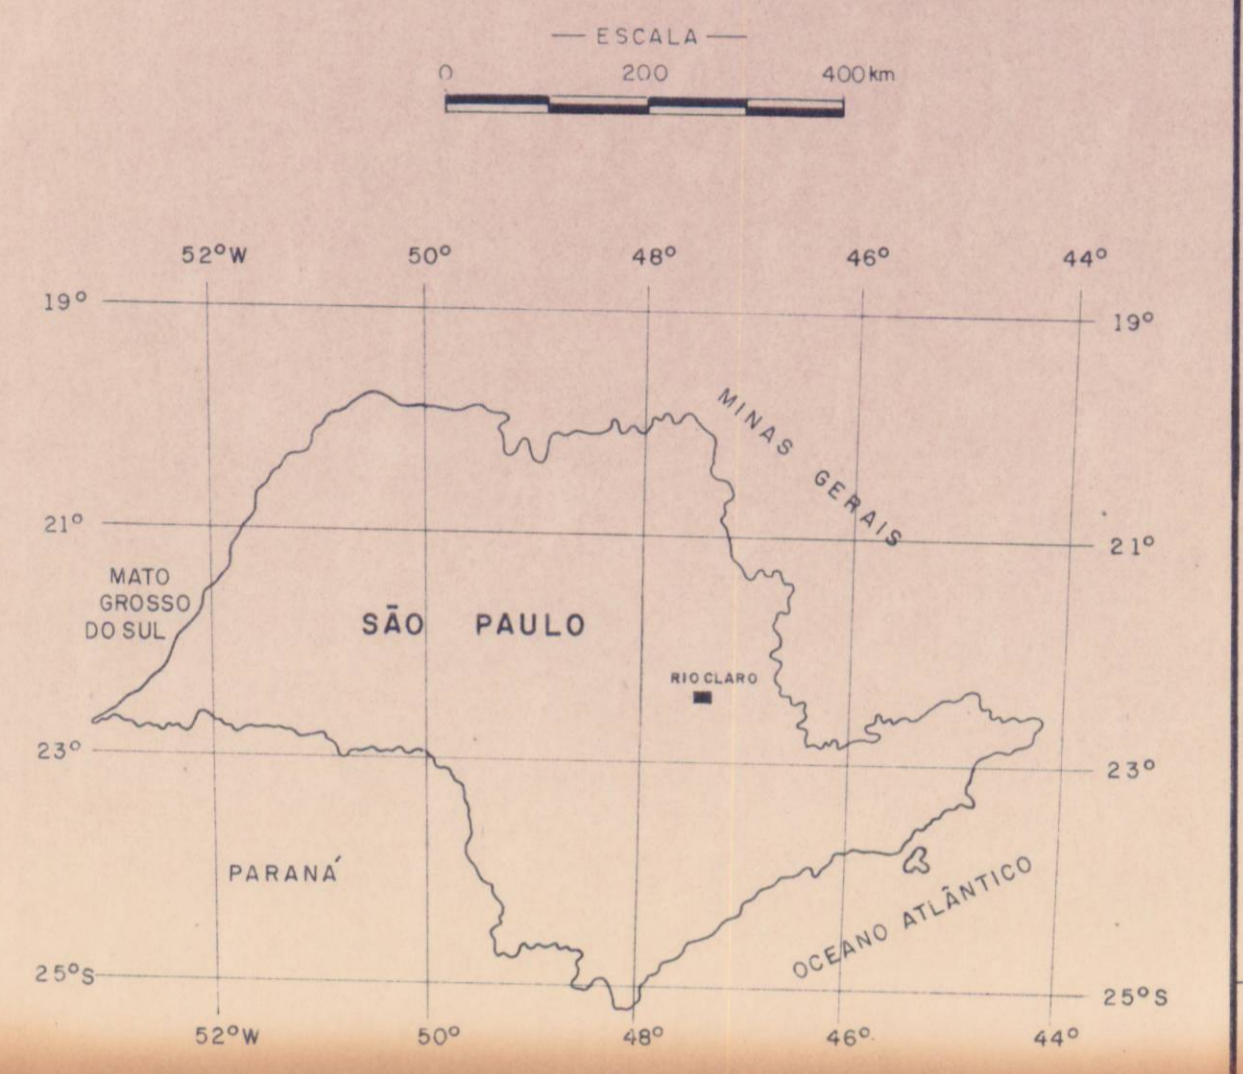 — ESCALA —
0 200 400 km
52°W 50° 48° 46° 44°
19° 19°
MINAS GERAIS
21° 21°
MATO
GROSSO
DO SUL
SÃO PAULO
RIO CLARO
23° 23°
PARANÁ
OCEANO ATLÂNTICO
25°S 25°S
52°W 50° 48° 46° 44°